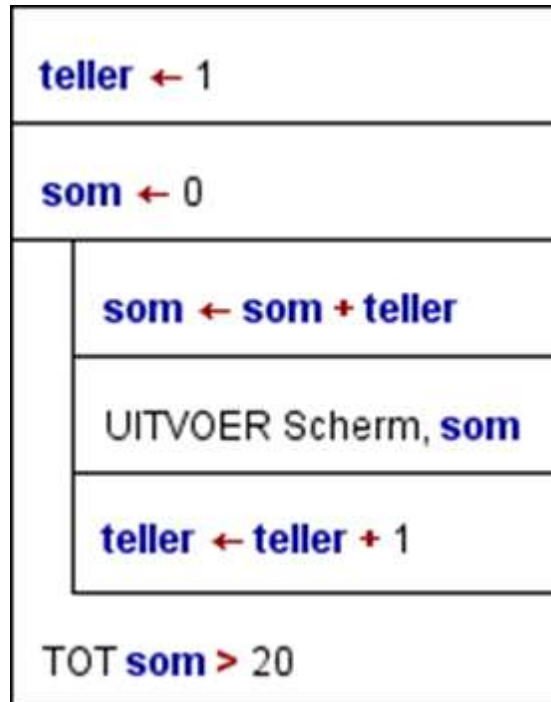 teller ← 1
som ← 0
som ← som + teller
UITVOER Scherm, som
teller ← teller + 1
TOT som > 20